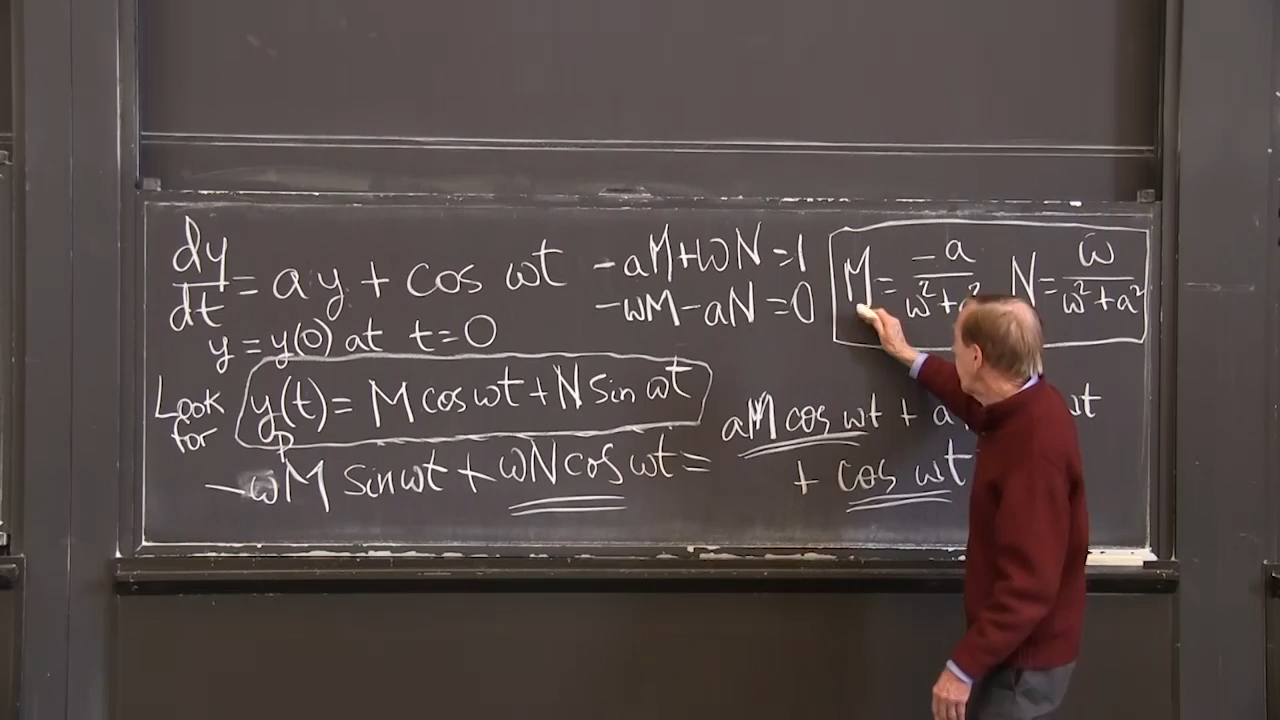 dy/dt = ay + cos ωt
y = y(0) at t=0
Look for y_p(t) = M cos ωt + N sin ωt
-ωM sin ωt + ωN cos ωt =
-aM + ωN = 1
-ωM - aN = 0
M = -a/(ω² + N = ω/(ω² + a²)
aM cos ωt + a ωt
+ cos ωt